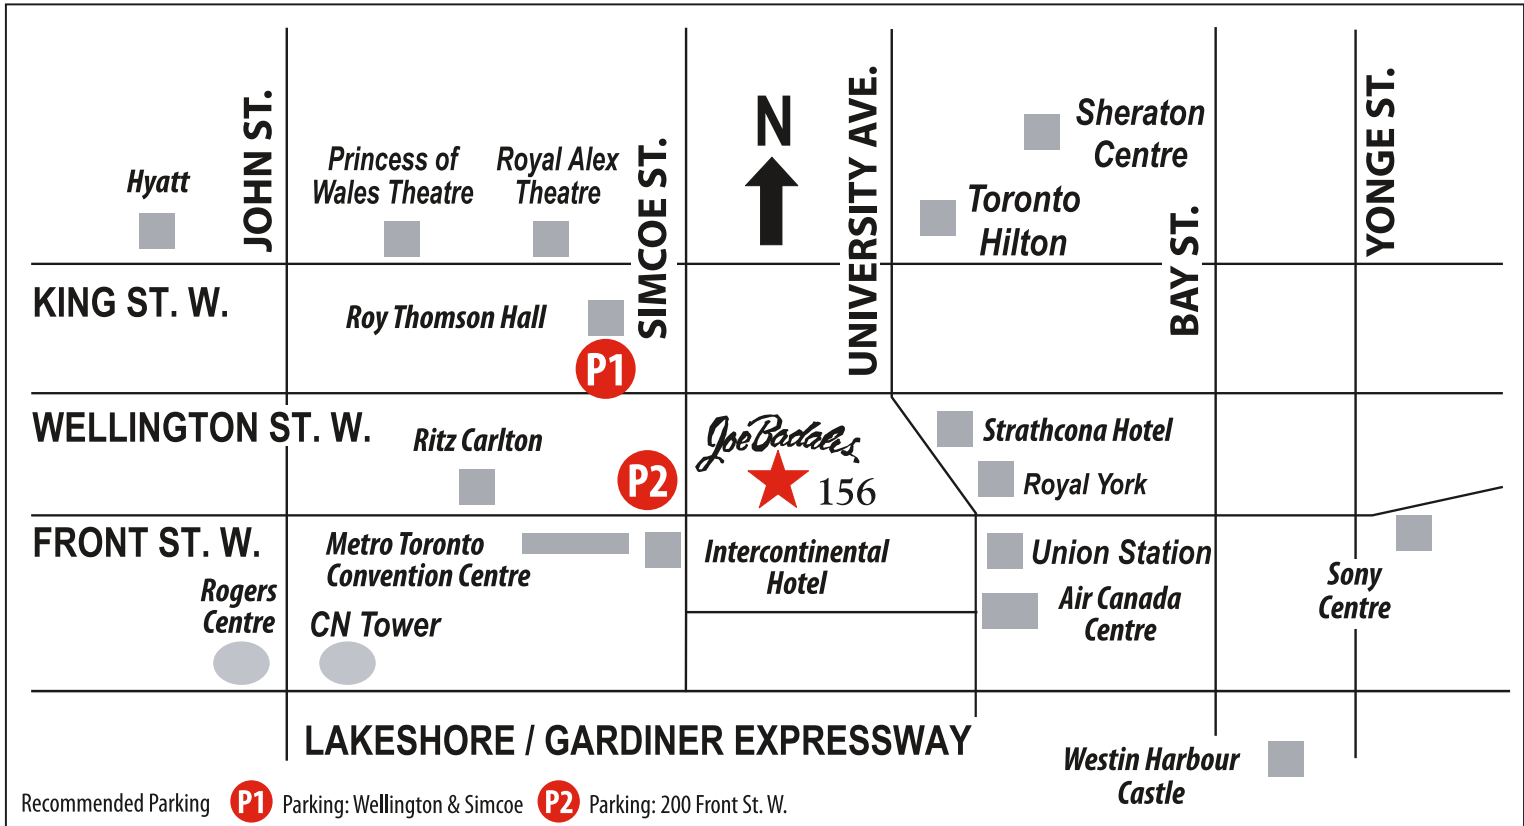 JOHN ST.
SIMCOE ST.
UNIVERSITY AVE.
BAY ST.
YONGE ST.
N
Hyatt
Princess of
Wales Theatre
Royal Alex
Theatre
Sheraton
Centre
Toronto
Hilton
KING ST. W.
Roy Thomson Hall
P1
WELLINGTON ST. W.
Ritz Carlton
P2
Joe Badalis
156
Strathcona Hotel
Royal York
FRONT ST. W.
Metro Toronto
Convention Centre
Intercontinental
Hotel
Union Station
Air Canada
Centre
Sony
Centre
Rogers
Centre
CN Tower
LAKESHORE / GARDINER EXPRESSWAY
Westin Harbour
Castle
Recommended Parking P1 Parking: Wellington & Simcoe P2 Parking: 200 Front St. W.